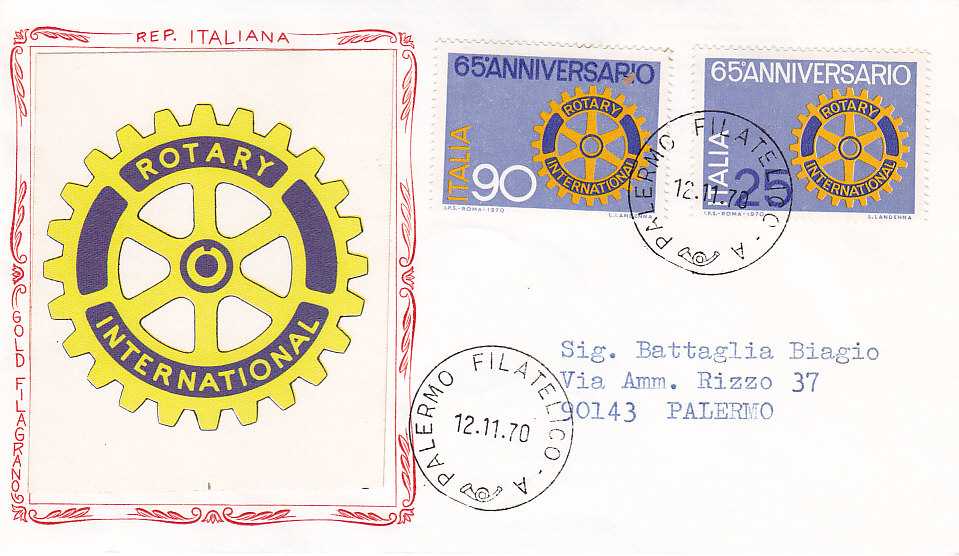 REP. ITALIANA
GOLD FILAGRANO
ROTARY
INTERNATIONAL
65° ANNIVERSARIO
ROTARY
INTERNATIONAL
ITALIA
90
I.P.S. - ROMA - 1970
65° ANNIVERSARIO
ROTARY
INTERNATIONAL
ITALIA
25
I.P.S. - ROMA - 1970
PALERMO FILATELICO - A
12.11.70
Sig. Battaglia Biagio
Via Amm. Rizzo 37
90143 PALERMO
PALERMO FILATELICO - A
12.11.70